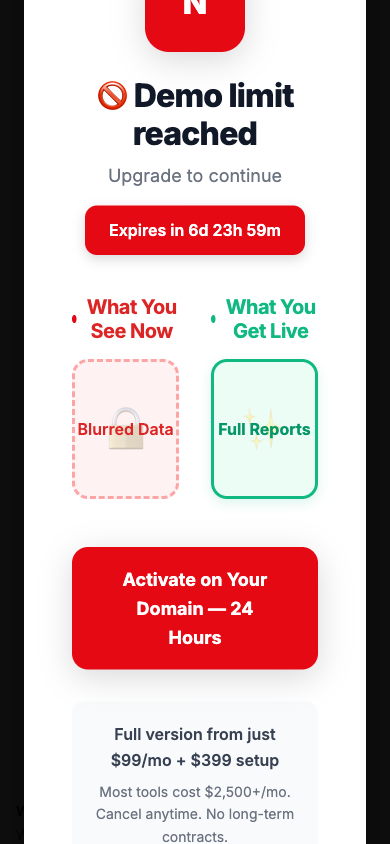 N
🚫 Demo limit
reached
Upgrade to continue
Expires in 6d 23h 59m
What You
See Now
What You
Get Live
Blurred Data
Full Reports
Activate on Your
Domain — 24
Hours
Full version from just
$99/mo + $399 setup
Most tools cost $2,500+/mo.
Cancel anytime. No long-term
contracts.